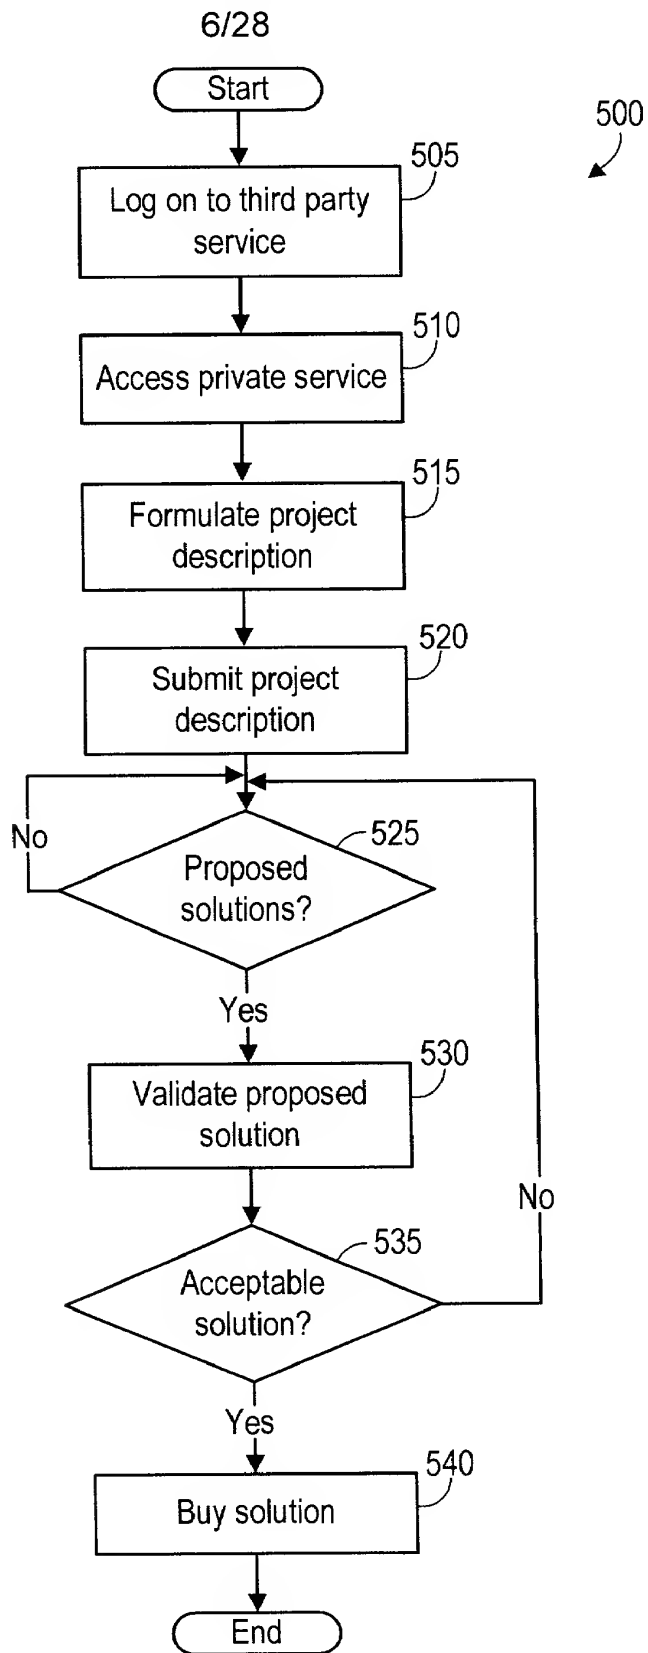 6/28
Start
500
505
Log on to third party
service
510
Access private service
515
Formulate project
description
520
Submit project
description
No
525
Proposed
solutions?
Yes
530
Validate proposed
solution
No
535
Acceptable
solution?
Yes
540
Buy solution
End